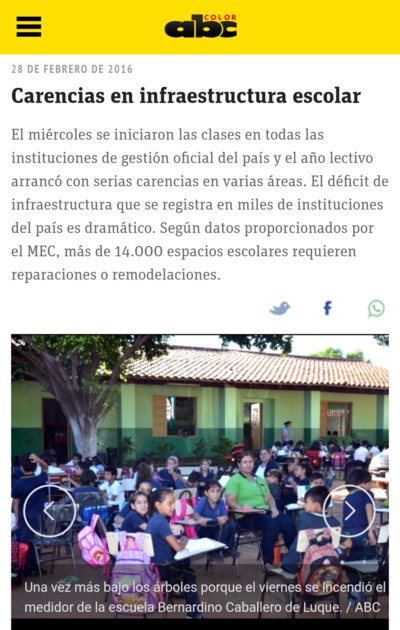 COLOR
abc
28 DE FEBRERO DE 2016
Carencias en infraestructura escolar
El miércoles se iniciaron las clases en todas las
instituciones de gestión oficial del país y el año lectivo
arrancó con serias carencias en varias áreas. El déficit de
infraestructura que se registra en miles de instituciones
del país es dramático. Según datos proporcionados por
el MEC, más de 14.000 espacios escolares requieren
reparaciones o remodelaciones.
Una vez más bajo los árboles porque el viernes se incendió el
medidor de la escuela Bernardino Caballero de Luque. / ABC